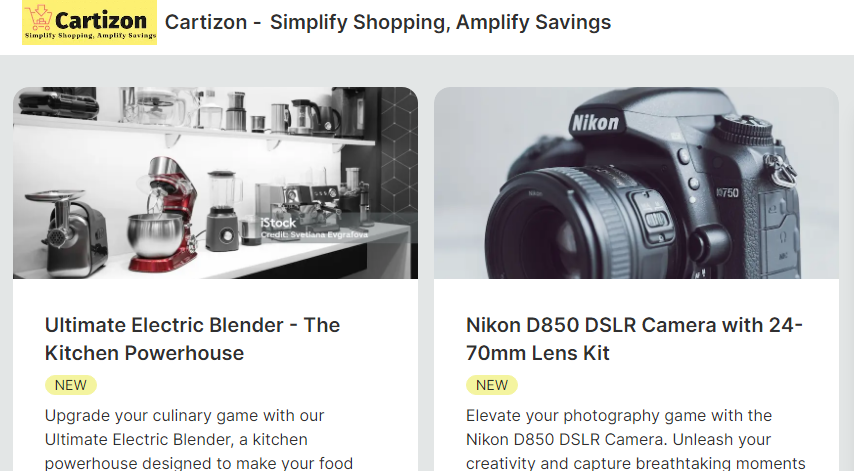 Cartizon
Simplify Shopping, Amplify Savings
Cartizon - Simplify Shopping, Amplify Savings
iStock
Credit: Svetlana Evgrafova
Nikon
D750
Ultimate Electric Blender - The
Kitchen Powerhouse
NEW
Upgrade your culinary game with our
Ultimate Electric Blender, a kitchen
powerhouse designed to make your food
Nikon D850 DSLR Camera with 24-
70mm Lens Kit
NEW
Elevate your photography game with the
Nikon D850 DSLR Camera. Unleash your
creativity and capture breathtaking moments